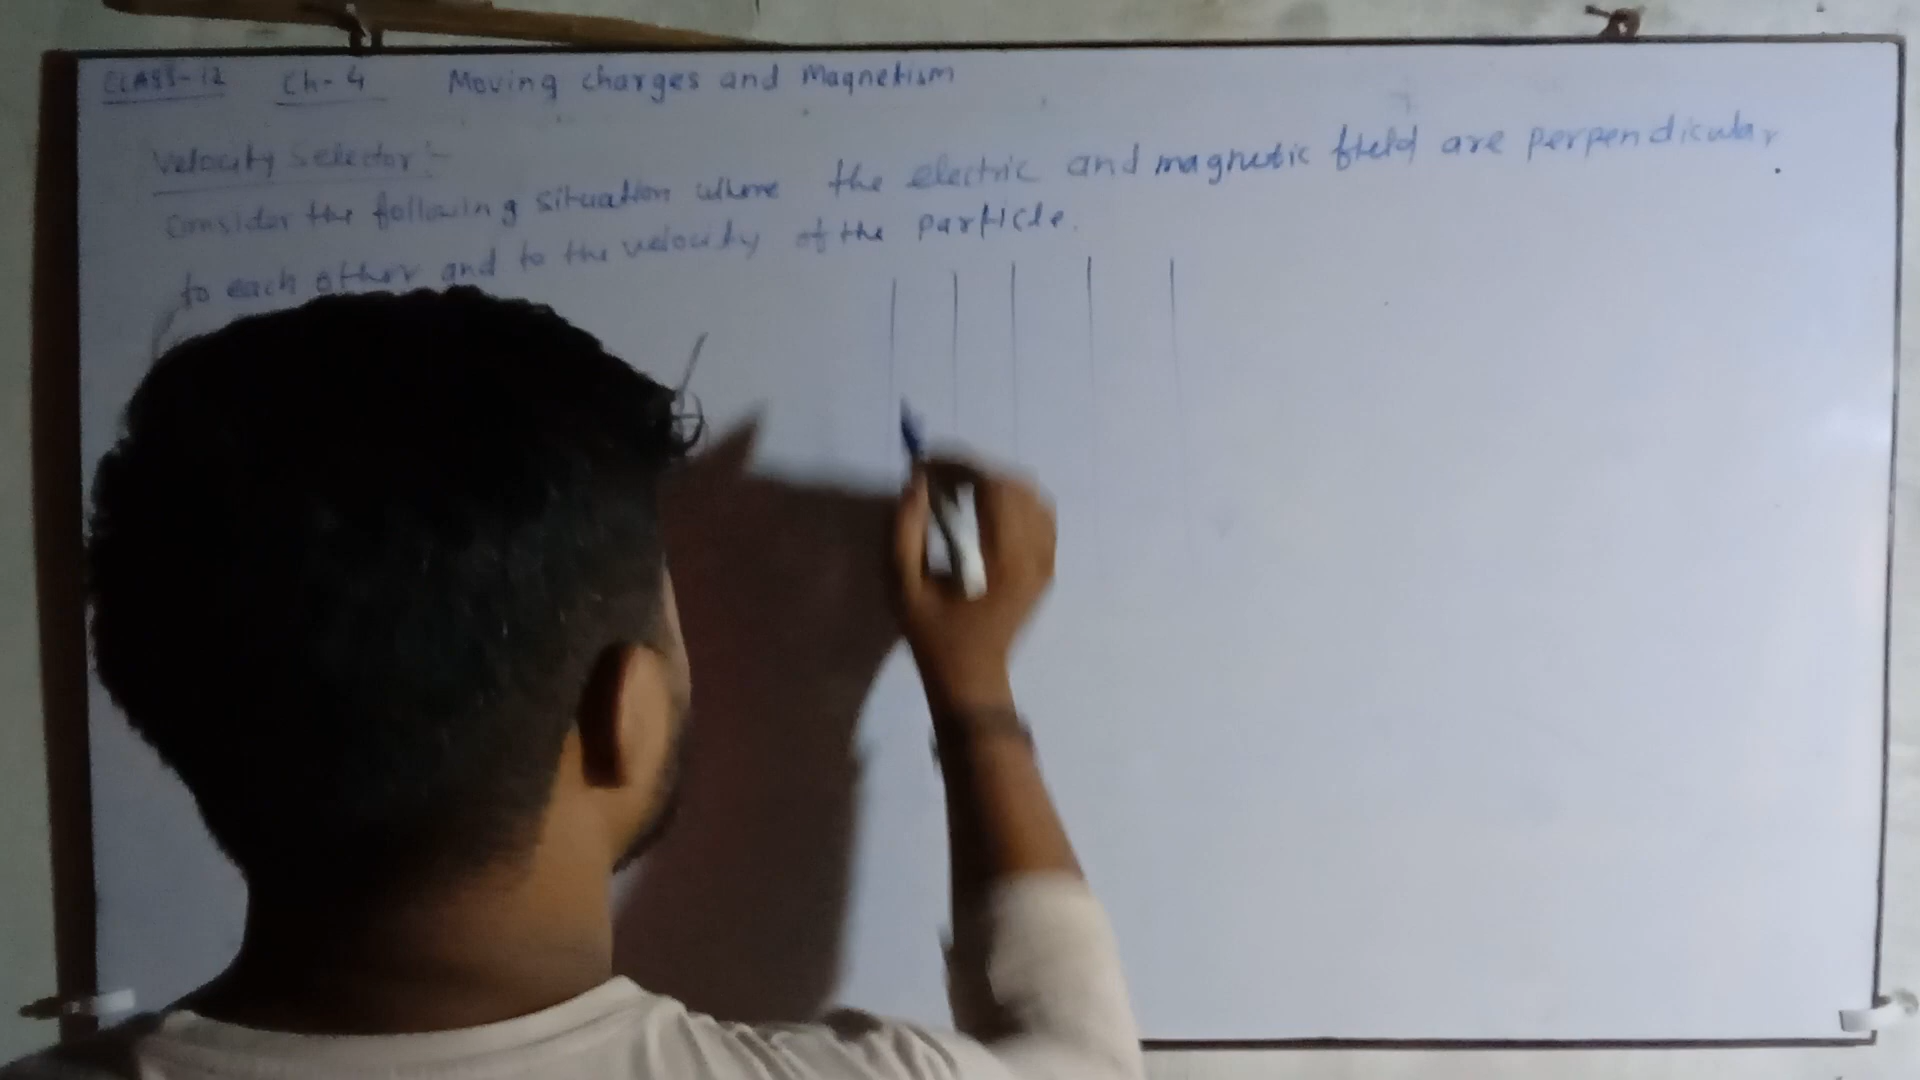 CLASS-12 Ch-4 Moving charges and Magnetism
Velocity Selector:-
Consider the following situation where the electric and magnetic field are perpendicular
to each other and to the velocity of the particle.